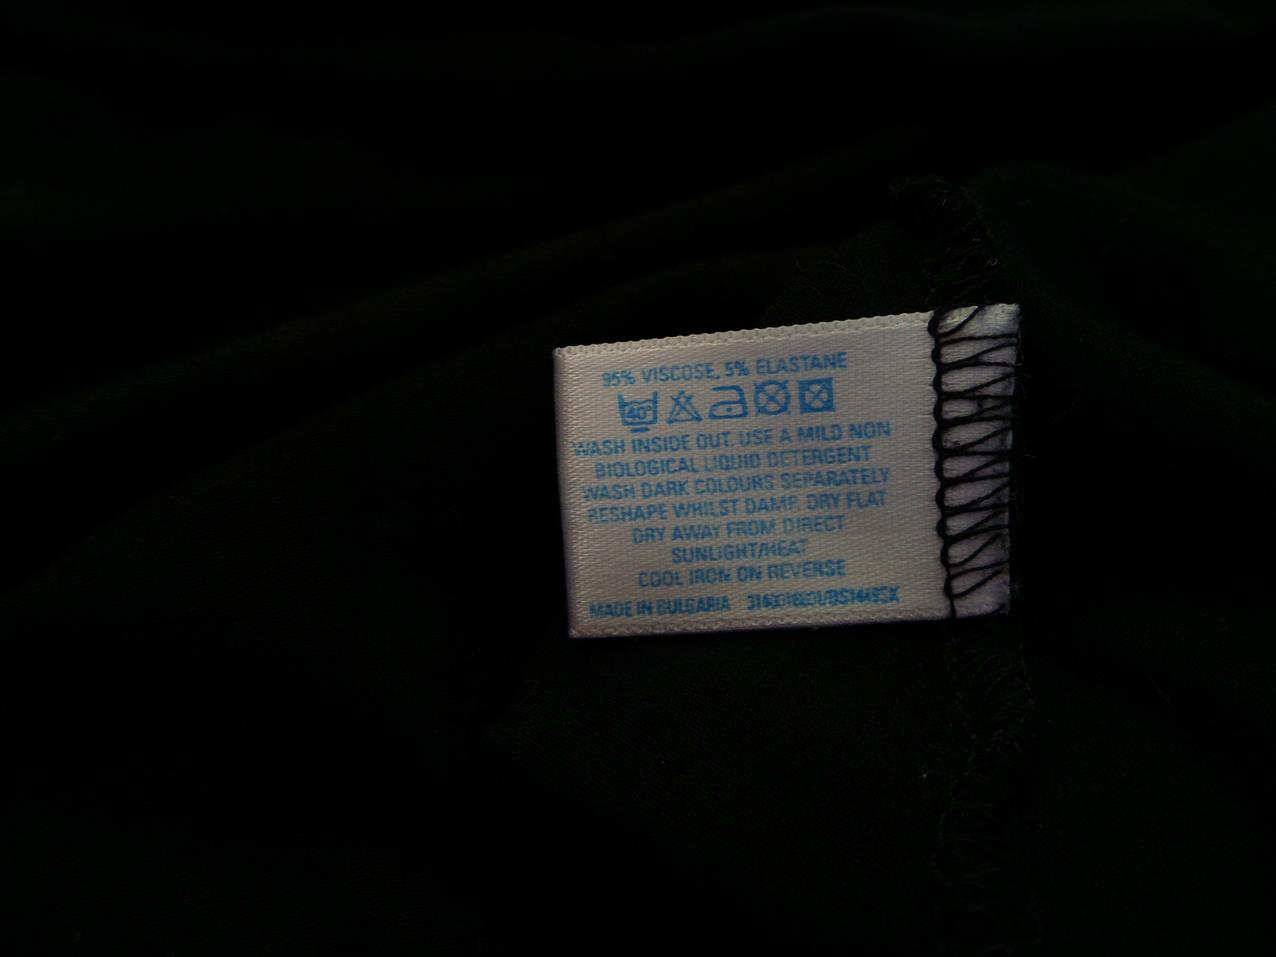 95% VISCOSE, 5% ELASTANE
40°
WASH INSIDE OUT. USE A MILD NON
BIOLOGICAL LIQUID DETERGENT
WASH DARK COLOURS SEPARATELY
RESHAPE WHILST DAMP. DRY FLAT
DRY AWAY FROM DIRECT
SUNLIGHT/HEAT
COOL IRON ON REVERSE
MADE IN BULGARIA